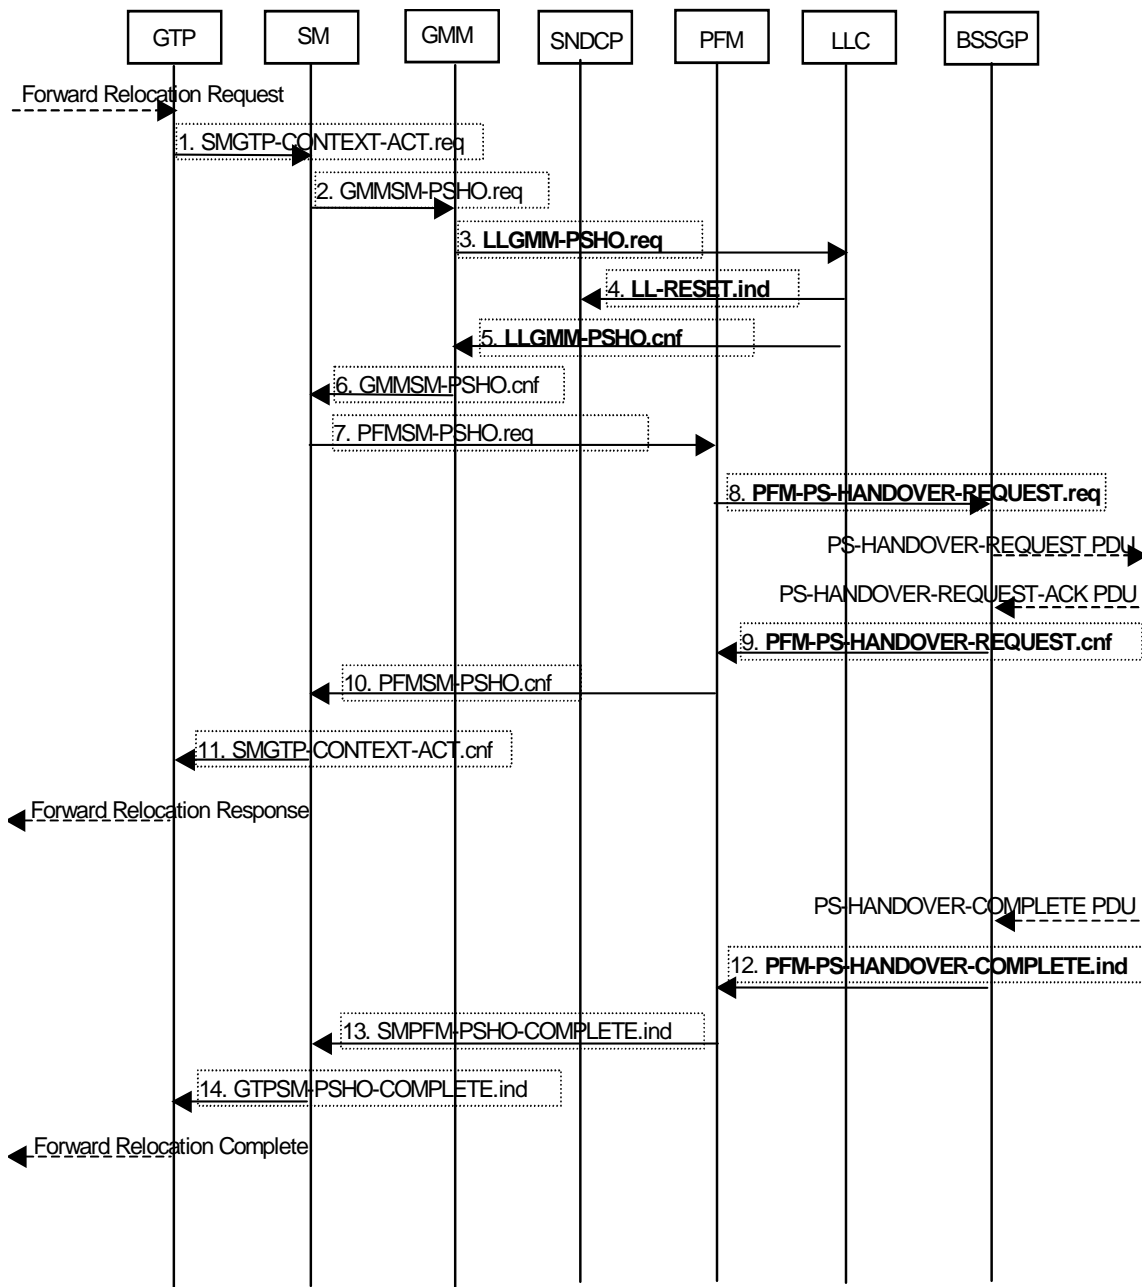 GTP SM GMM SNDCP PFM LLC BSSGP
Forward Relocation Request
1. SMGTP-CONTEXT-ACT.req
2. GMMSM-PSHO.req
3. LLGMM-PSHO.req
4. LL-RESET.ind
5. LLGMM-PSHO.cnf
6. GMMSM-PSHO.cnf
7. PFMSM-PSHO.req
8. PFM-PS-HANDOVER-REQUEST.req
PS-HANDOVER-REQUEST PDU
PS-HANDOVER-REQUEST-ACK PDU
9. PFM-PS-HANDOVER-REQUEST.cnf
10. PFMSM-PSHO.cnf
11. SMGTP-CONTEXT-ACT.cnf
Forward Relocation Response
PS-HANDOVER-COMPLETE PDU
12. PFM-PS-HANDOVER-COMPLETE.ind
13. SMPFM-PSHO-COMPLETE.ind
14. GTPSM-PSHO-COMPLETE.ind
Forward Relocation Complete